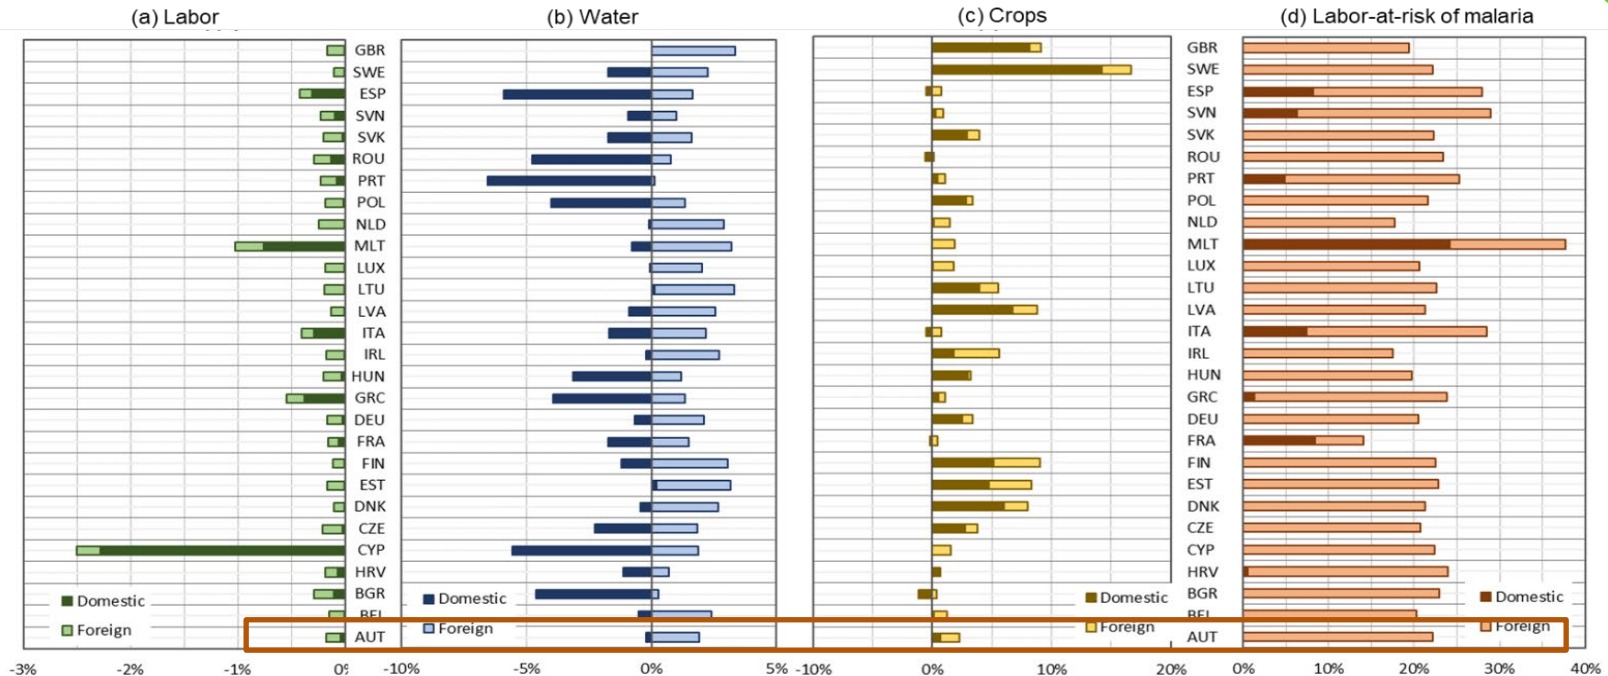 (a) Labor
(b) Water
(c) Crops
(d) Labor-at-risk of malaria
GBR GBR
SWE SWE
ESP ESP
SVN SVN
SVK SVK
ROU ROU
PRT PRT
POL POL
NLD NLD
MLT MLT
LUX LUX
LTU LTU
LVA LVA
ITA ITA
IRL IRL
HUN HUN
GRC GRC
DEU DEU
FRA FRA
FIN FIN
EST EST
DNK DNK
CZE CZE
CYP CYP
HRV HRV
BGR BGR
BEL BEL
AUT AUT
Domestic
Foreign
Domestic
Foreign
Domestic
Foreign
Domestic
Foreign
-3% -2% -1% 0%
-10% -5% 0% 5%
-10% 0% 10% 20%
0% 10% 20% 30% 40%